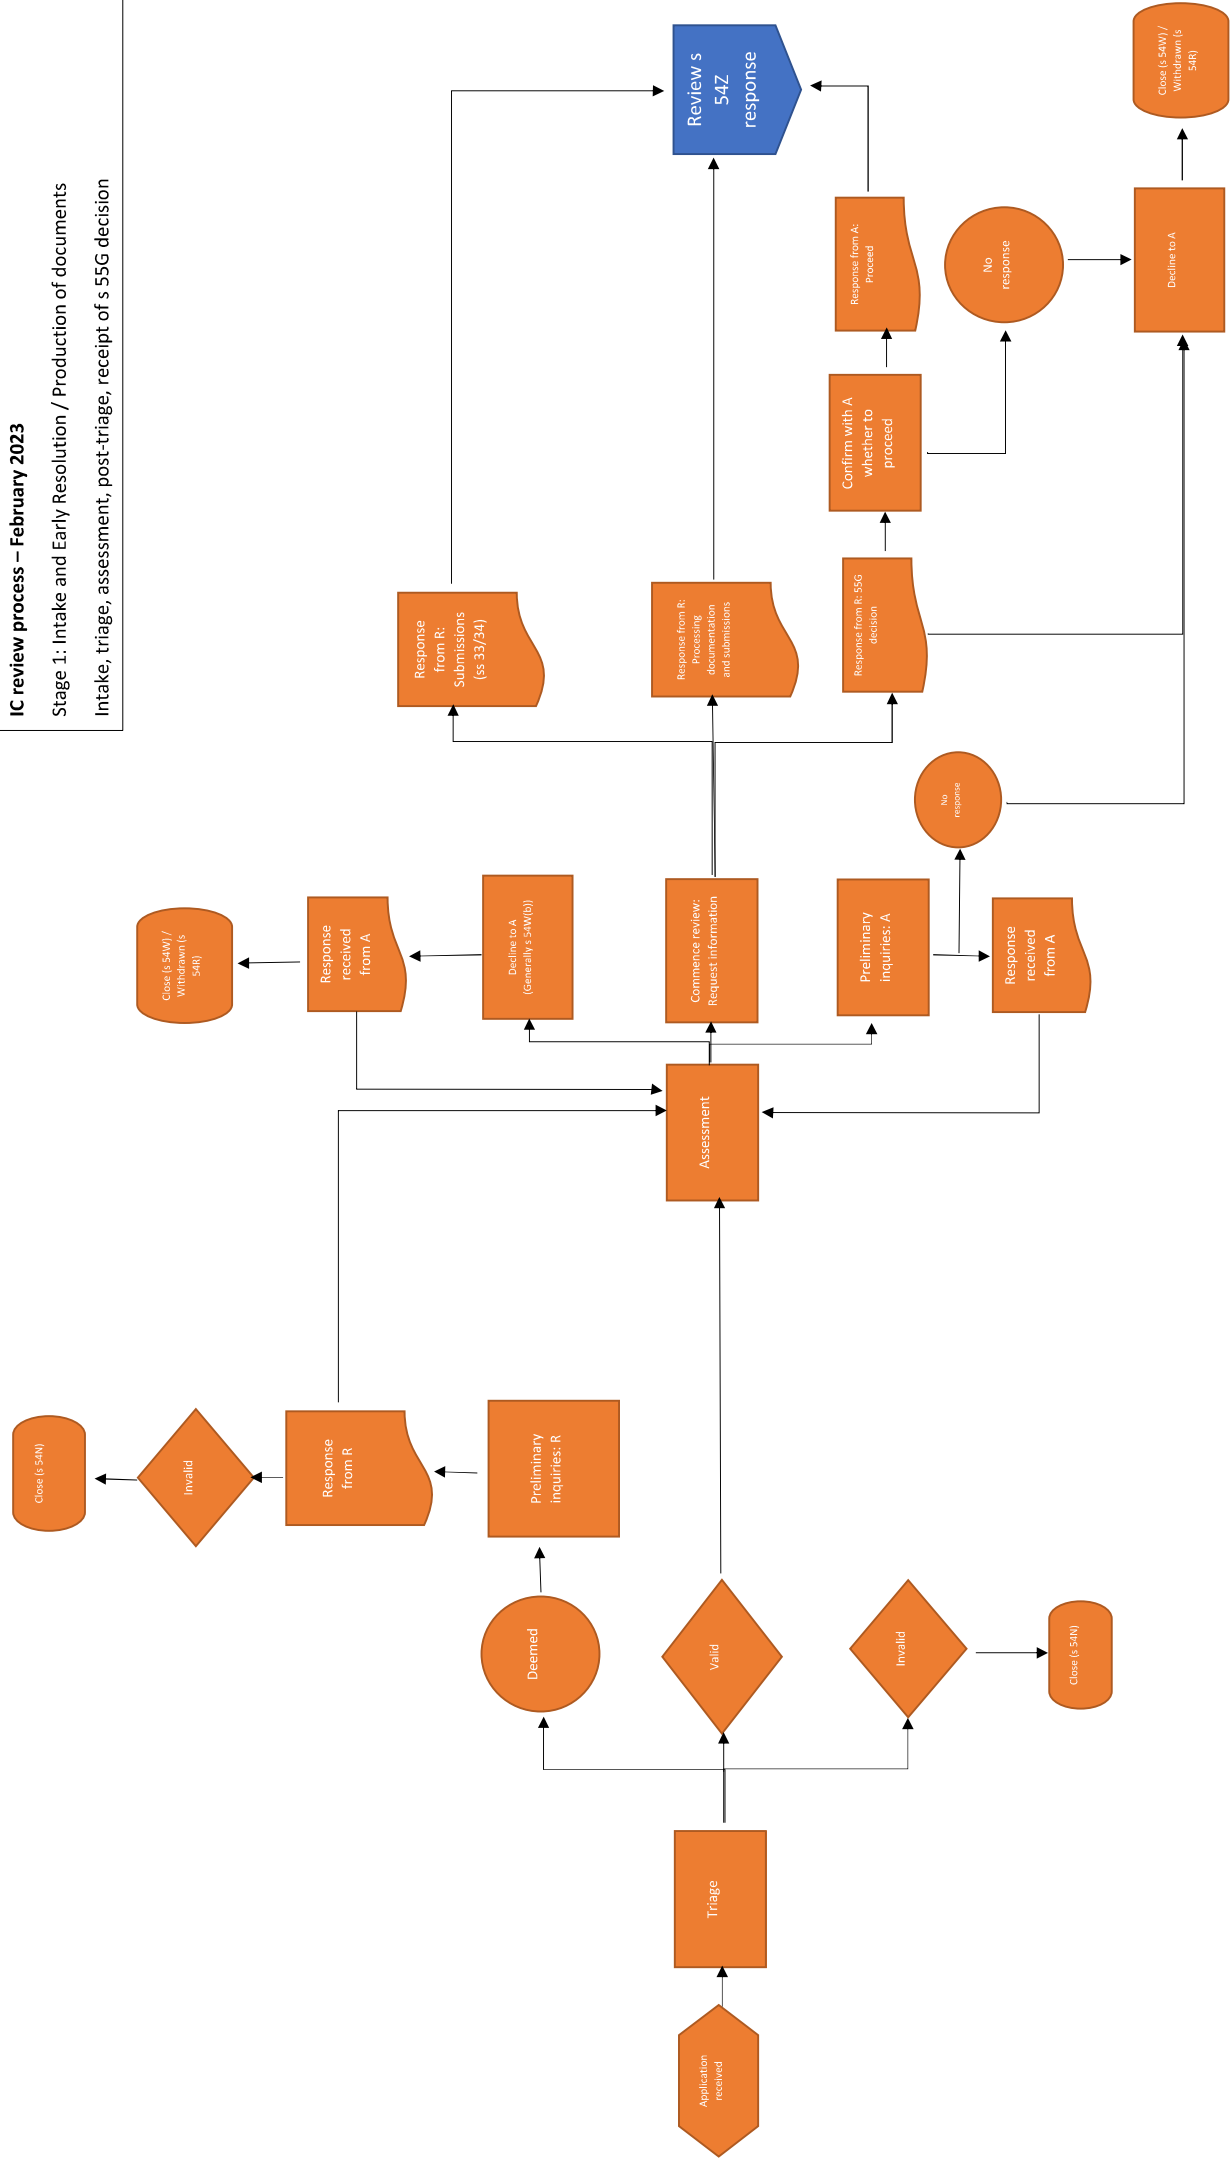 IC review process – February 2023
Stage 1: Intake and Early Resolution / Production of documents
Intake, triage, assessment, post-triage, receipt of s 55G decision
Application
received
Triage
Deemed
Valid
Invalid
Close (s 54N)
Preliminary
inquiries: R
Response
from R
Invalid
Close (s 54N)
Assessment
Close (s 54W) /
Withdrawn (s
54R)
Response
received
from A
Decline to A
(Generally s 54W(b))
Commence review:
Request information
Preliminary
inquiries: A
Response
received
from A
No
response
Response
from R:
Submissions
(ss 33/34)
Response from R:
Processing
documentation
and submissions
Response from R: 55G
decision
Confirm with A
whether to
proceed
Response from A:
Proceed
No
response
Review s
54Z
response
Decline to A
Close (s 54W) /
Withdrawn (s
54R)